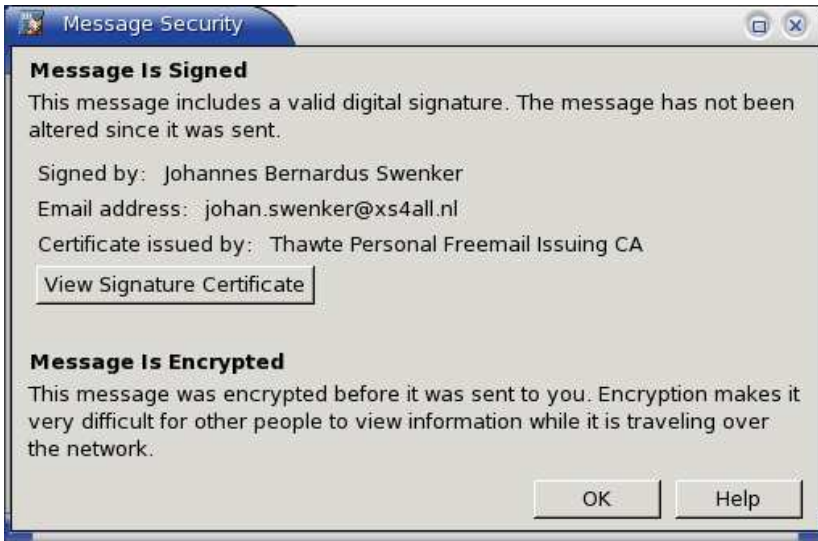 Message Security
Message Is Signed
This message includes a valid digital signature. The message has not been
altered since it was sent.
Signed by: Johannes Bernardus Swenker
Email address: johan.swenker@xs4all.nl
Certificate issued by: Thawte Personal Freemail Issuing CA
View Signature Certificate
Message Is Encrypted
This message was encrypted before it was sent to you. Encryption makes it
very difficult for other people to view information while it is traveling over
the network.
OK Help